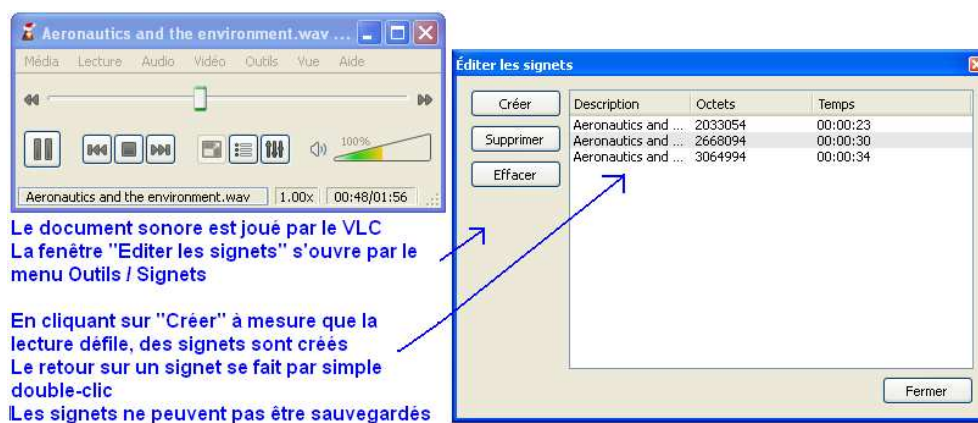 Aeronautics and the environment.wav ...
Média Lecture Audio Vidéo Outils Vue Aide
100%
Aeronautics and the environment.wav 1.00x 00:48/01:56
Le document sonore est joué par le VLC
La fenêtre "Editer les signets" s'ouvre par le
menu Outils / Signets
En cliquant sur "Créer" à mesure que la
lecture défile, des signets sont créés
Le retour sur un signet se fait par simple
double-clic
Les signets ne peuvent pas être sauvegardés
Éditer les signets
Créer
Supprimer
Effacer
Description Octets Temps
Aeronautics and ... 2033054 00:00:23
Aeronautics and ... 2668094 00:00:30
Aeronautics and ... 3064994 00:00:34
Fermer